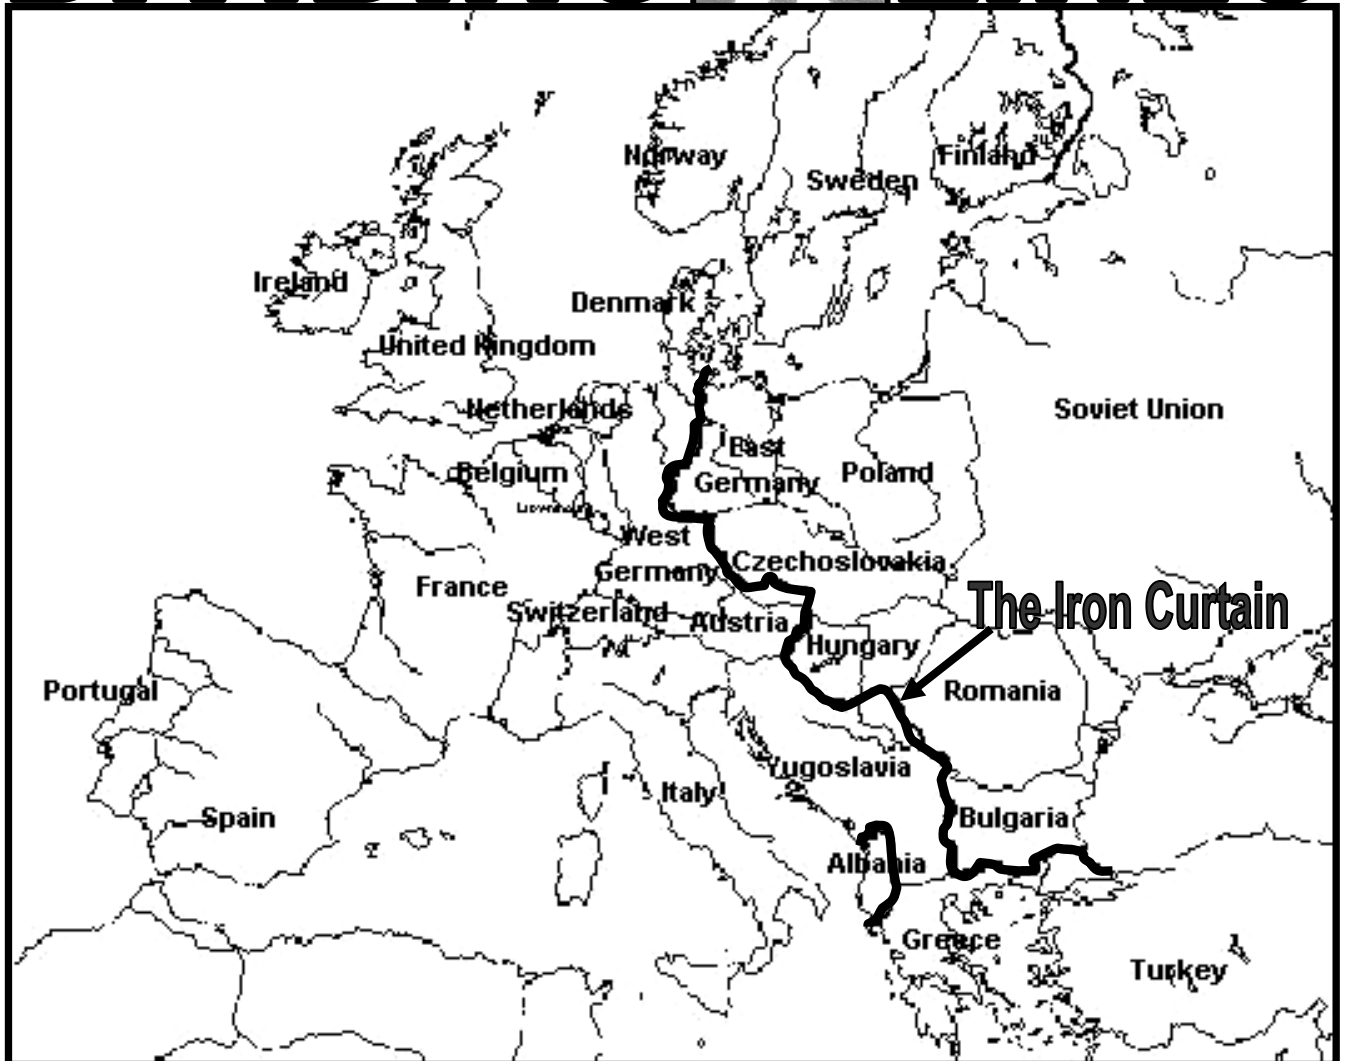 Norway
Finland
Sweden
Ireland
Denmark
United Kingdom
Netherlands
Soviet Union
East
Germany
Belgium
Poland
West
Germany
Czechoslovakia
France
The Iron Curtain
Switzerland
Austria
Hungary
Portugal
Romania
Yugoslavia
Italy
Spain
Bulgaria
Albania
Greece
Turkey